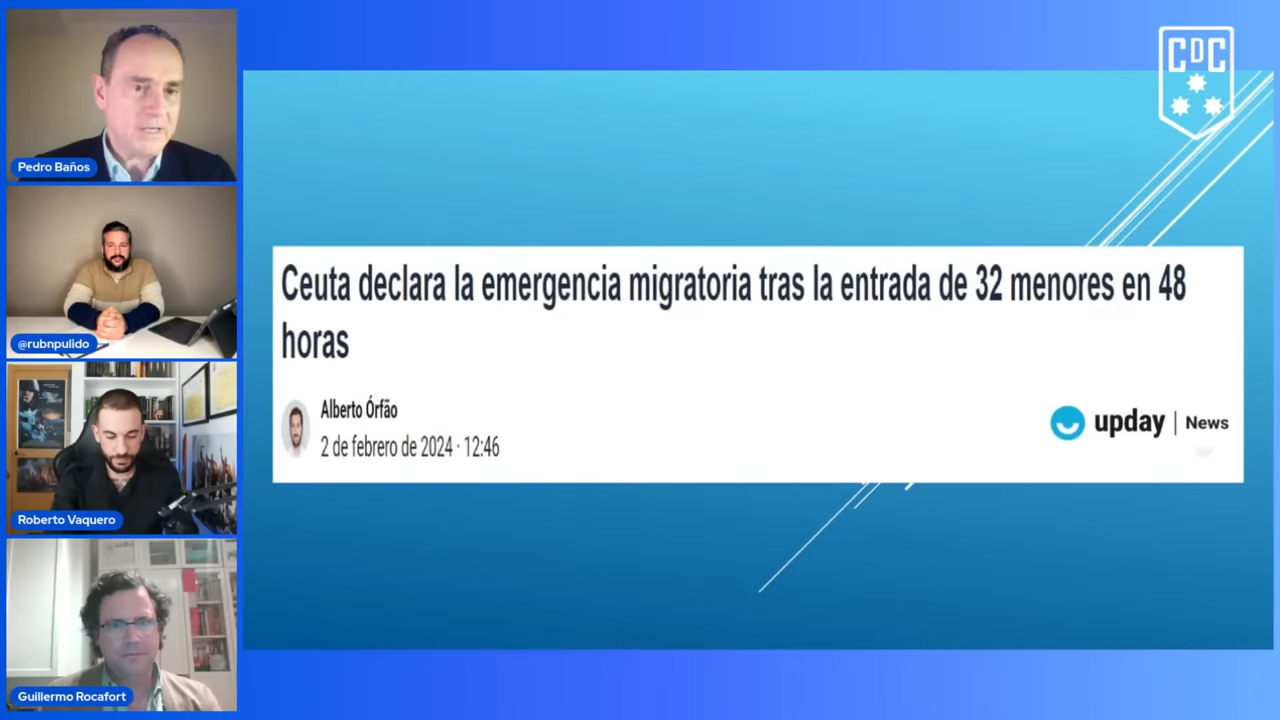 Pedro Baños
@rubnpulido
Roberto Vaquero
Guillermo Rocafort
CDC
Ceuta declara la emergencia migratoria tras la entrada de 32 menores en 48
horas
Alberto Órfão
2 de febrero de 2024 · 12:46
upday | News